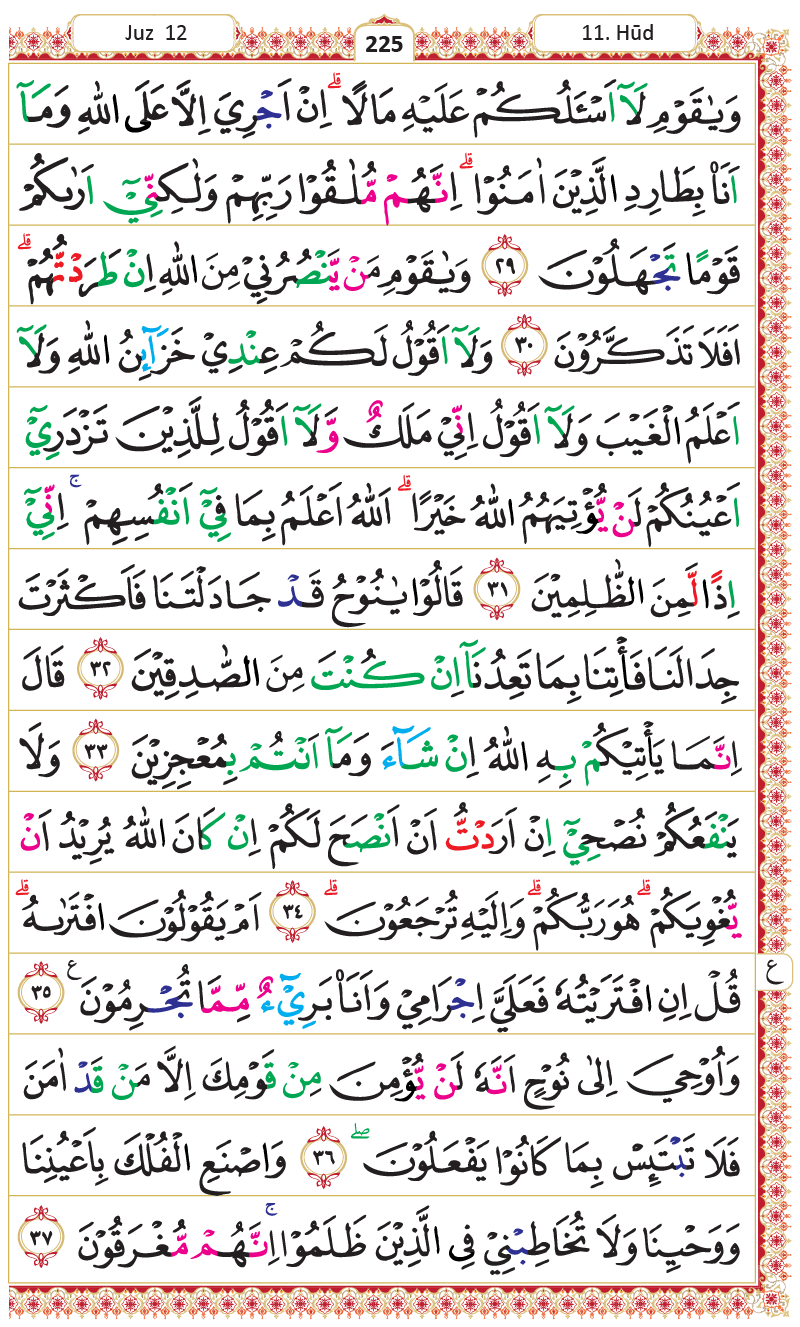 Juz 12
225
11. Hūd
وَيٰقَوْمِ لَآ اَسْـَٔلُكُمْ عَلَيْهِ مَالًا ۗ اِنْ اَجْرِيَ اِلَّا عَلَى اللّٰهِ وَمَآ
اَنَا۠ بِطَارِدِ الَّذِيْنَ اٰمَنُوْا ۗ اِنَّهُمْ مُّلٰقُوْا رَبِّهِمْ وَلٰكِنِّيْٓ اَرٰىكُمْ
قَوْمًا تَجْهَلُوْنَ ٢٩ وَيٰقَوْمِ مَنْ يَّنْصُرُنِيْ مِنَ اللّٰهِ اِنْ طَرَدْتُّهُمْ ۗ
اَفَلَا تَذَكَّرُوْنَ ٣٠ وَلَآ اَقُوْلُ لَكُمْ عِنْدِيْ خَزَاۤىِٕنُ اللّٰهِ وَلَآ
اَعْلَمُ الْغَيْبَ وَلَآ اَقُوْلُ اِنِّيْ مَلَكٌ وَّلَآ اَقُوْلُ لِلَّذِيْنَ تَزْدَرِيْٓ
اَعْيُنُكُمْ لَنْ يُّؤْتِيَهُمُ اللّٰهُ خَيْرًا ۗ اَللّٰهُ اَعْلَمُ بِمَا فِيْٓ اَنْفُسِهِمْ ۚ اِنِّيْٓ
اِذًا لَّمِنَ الظّٰلِمِيْنَ ٣١ قَالُوْا يٰنُوْحُ قَدْ جَادَلْتَنَا فَاَكْثَرْتَ
جِدَالَنَا فَأْتِنَا بِمَا تَعِدُنَآ اِنْ كُنْتَ مِنَ الصّٰدِقِيْنَ ٣٢ قَالَ
اِنَّمَا يَأْتِيْكُمْ بِهِ اللّٰهُ اِنْ شَاۤءَ وَمَآ اَنْتُمْ بِمُعْجِزِيْنَ ٣٣ وَلَا
يَنْفَعُكُمْ نُصْحِيْٓ اِنْ اَرَدْتُّ اَنْ اَنْصَحَ لَكُمْ اِنْ كَانَ اللّٰهُ يُرِيْدُ اَنْ
يُّغْوِيَكُمْ ۗ هُوَ رَبُّكُمْ ۗ وَاِلَيْهِ تُرْجَعُوْنَ ۗ ٣٤ اَمْ يَقُوْلُوْنَ افْتَرٰىهُ ۗ
قُلْ اِنِ افْتَرَيْتُهٗ فَعَلَيَّ اِجْرَامِيْ وَاَنَا۠ بَرِيْۤءٌ مِّمَّا تُجْرِمُوْنَ ࣖ ٣٥
ع
وَاُوْحِيَ اِلٰى نُوْحٍ اَنَّهٗ لَنْ يُّؤْمِنَ مِنْ قَوْمِكَ اِلَّا مَنْ قَدْ اٰمَنَ
فَلَا تَبْتَىِٕسْ بِمَا كَانُوْا يَفْعَلُوْنَ ۖ ٣٦ وَاصْنَعِ الْفُلْكَ بِاَعْيُنِنَا
وَوَحْيِنَا وَلَا تُخَاطِبْنِيْ فِى الَّذِيْنَ ظَلَمُوْا ۚ اِنَّهُمْ مُّغْرَقُوْنَ ٣٧